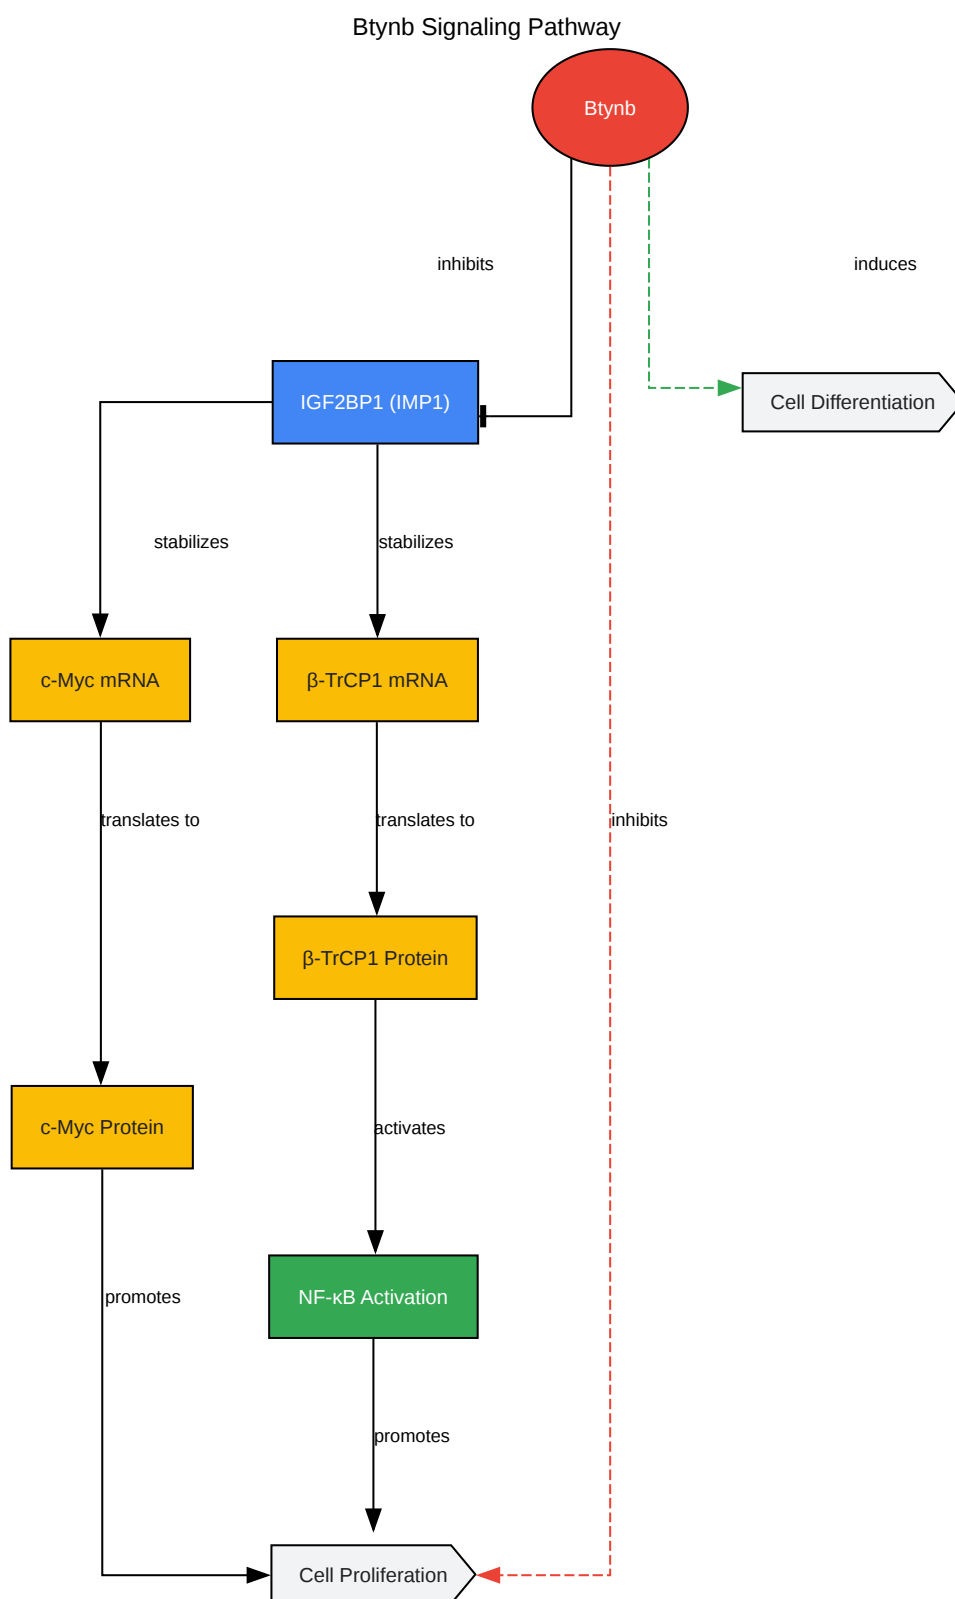 Btynb Signaling Pathway
Btynb
inhibits
induces
IGF2BP1 (IMP1)
Cell Differentiation
stabilizes
stabilizes
c-Myc mRNA
β-TrCP1 mRNA
translates to
translates to
inhibits
β-TrCP1 Protein
c-Myc Protein
activates
promotes
NF-κB Activation
promotes
Cell Proliferation